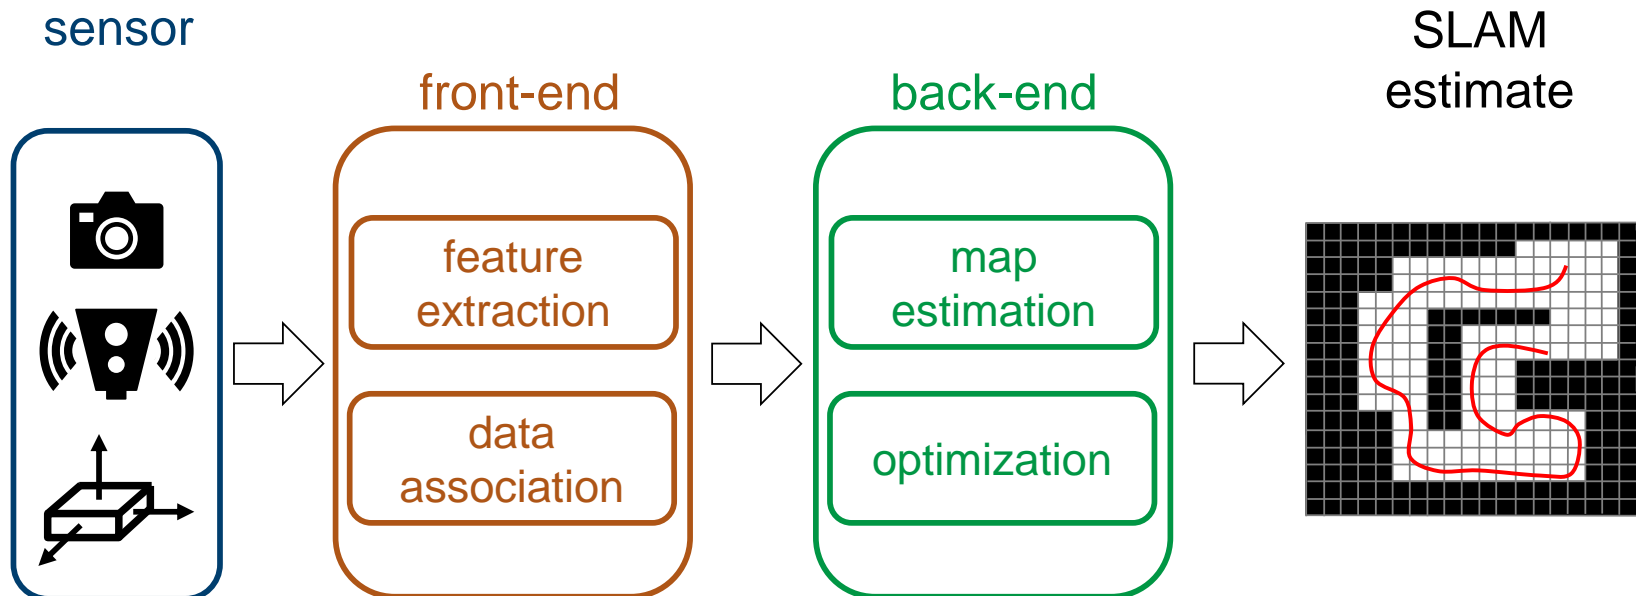 sensor
front-end
feature
extraction
data
association
back-end
map
estimation
optimization
SLAM
estimate